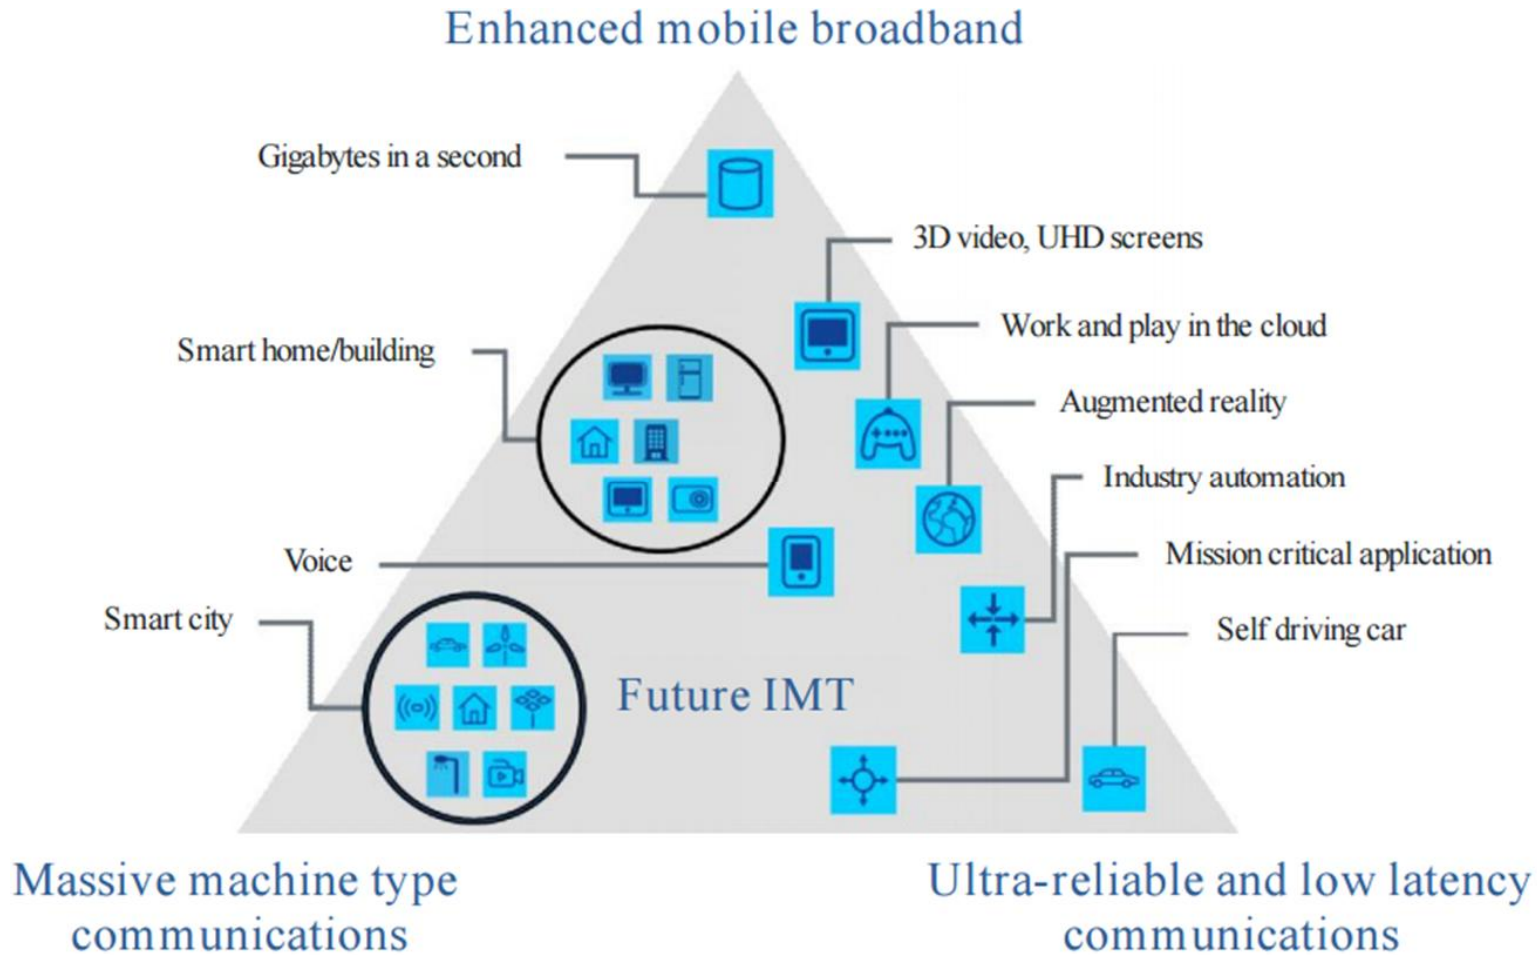 Enhanced mobile broadband
Gigabytes in a second
3D video, UHD screens
Work and play in the cloud
Smart home/building
Augmented reality
Industry automation
Mission critical application
Voice
Smart city
Self driving car
Future IMT
Massive machine type
communications
Ultra-reliable and low latency
communications